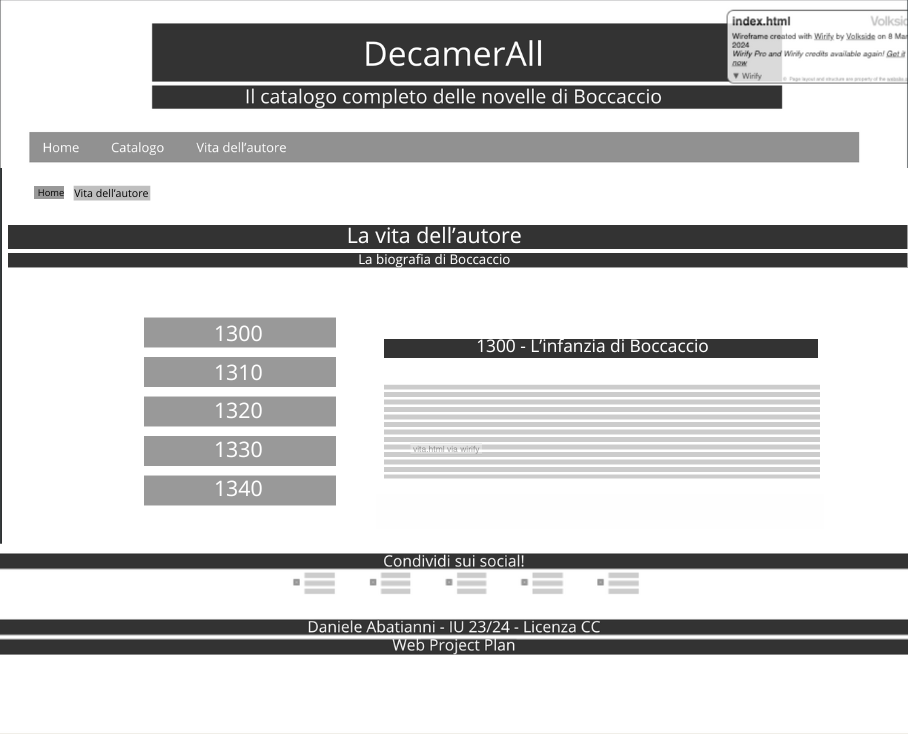 index.html Volksid
Wireframe created with Wirify by Volkside on 8 Mar
2024
Wirify Pro and Wirify credits available again! Get it
now
▼ Wirify
DecamerAll
Il catalogo completo delle novelle di Boccaccio
Home Catalogo Vita dell’autore
Home Vita dell’autore
La vita dell’autore
La biografia di Boccaccio
1300
1310
1320
1330
1340
1300 - L’infanzia di Boccaccio
vita.html via wirify
Condividi sui social!
Daniele Abatianni - IU 23/24 - Licenza CC
Web Project Plan